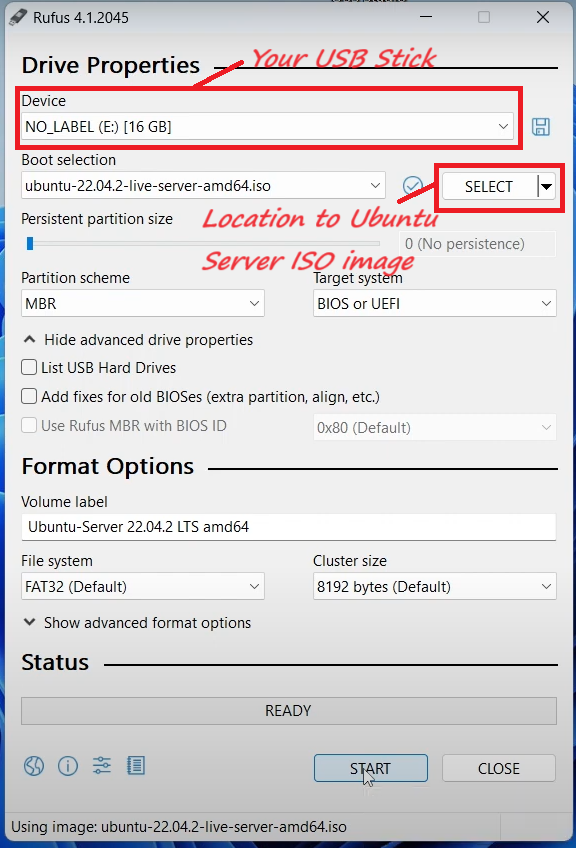 Rufus 4.1.2045
Drive Properties
Your USB Stick
Device
NO_LABEL (E:) [16 GB]
Boot selection
ubuntu-22.04.2-live-server-amd64.iso
SELECT
Persistent partition size
Location to Ubuntu
Server ISO image
0 (No persistence)
Partition scheme
Target system
MBR
BIOS or UEFI
Hide advanced drive properties
List USB Hard Drives
Add fixes for old BIOSes (extra partition, align, etc.)
Use Rufus MBR with BIOS ID
0x80 (Default)
Format Options
Volume label
Ubuntu-Server 22.04.2 LTS amd64
File system
Cluster size
FAT32 (Default)
8192 bytes (Default)
Show advanced format options
Status
READY
START
CLOSE
Using image: ubuntu-22.04.2-live-server-amd64.iso